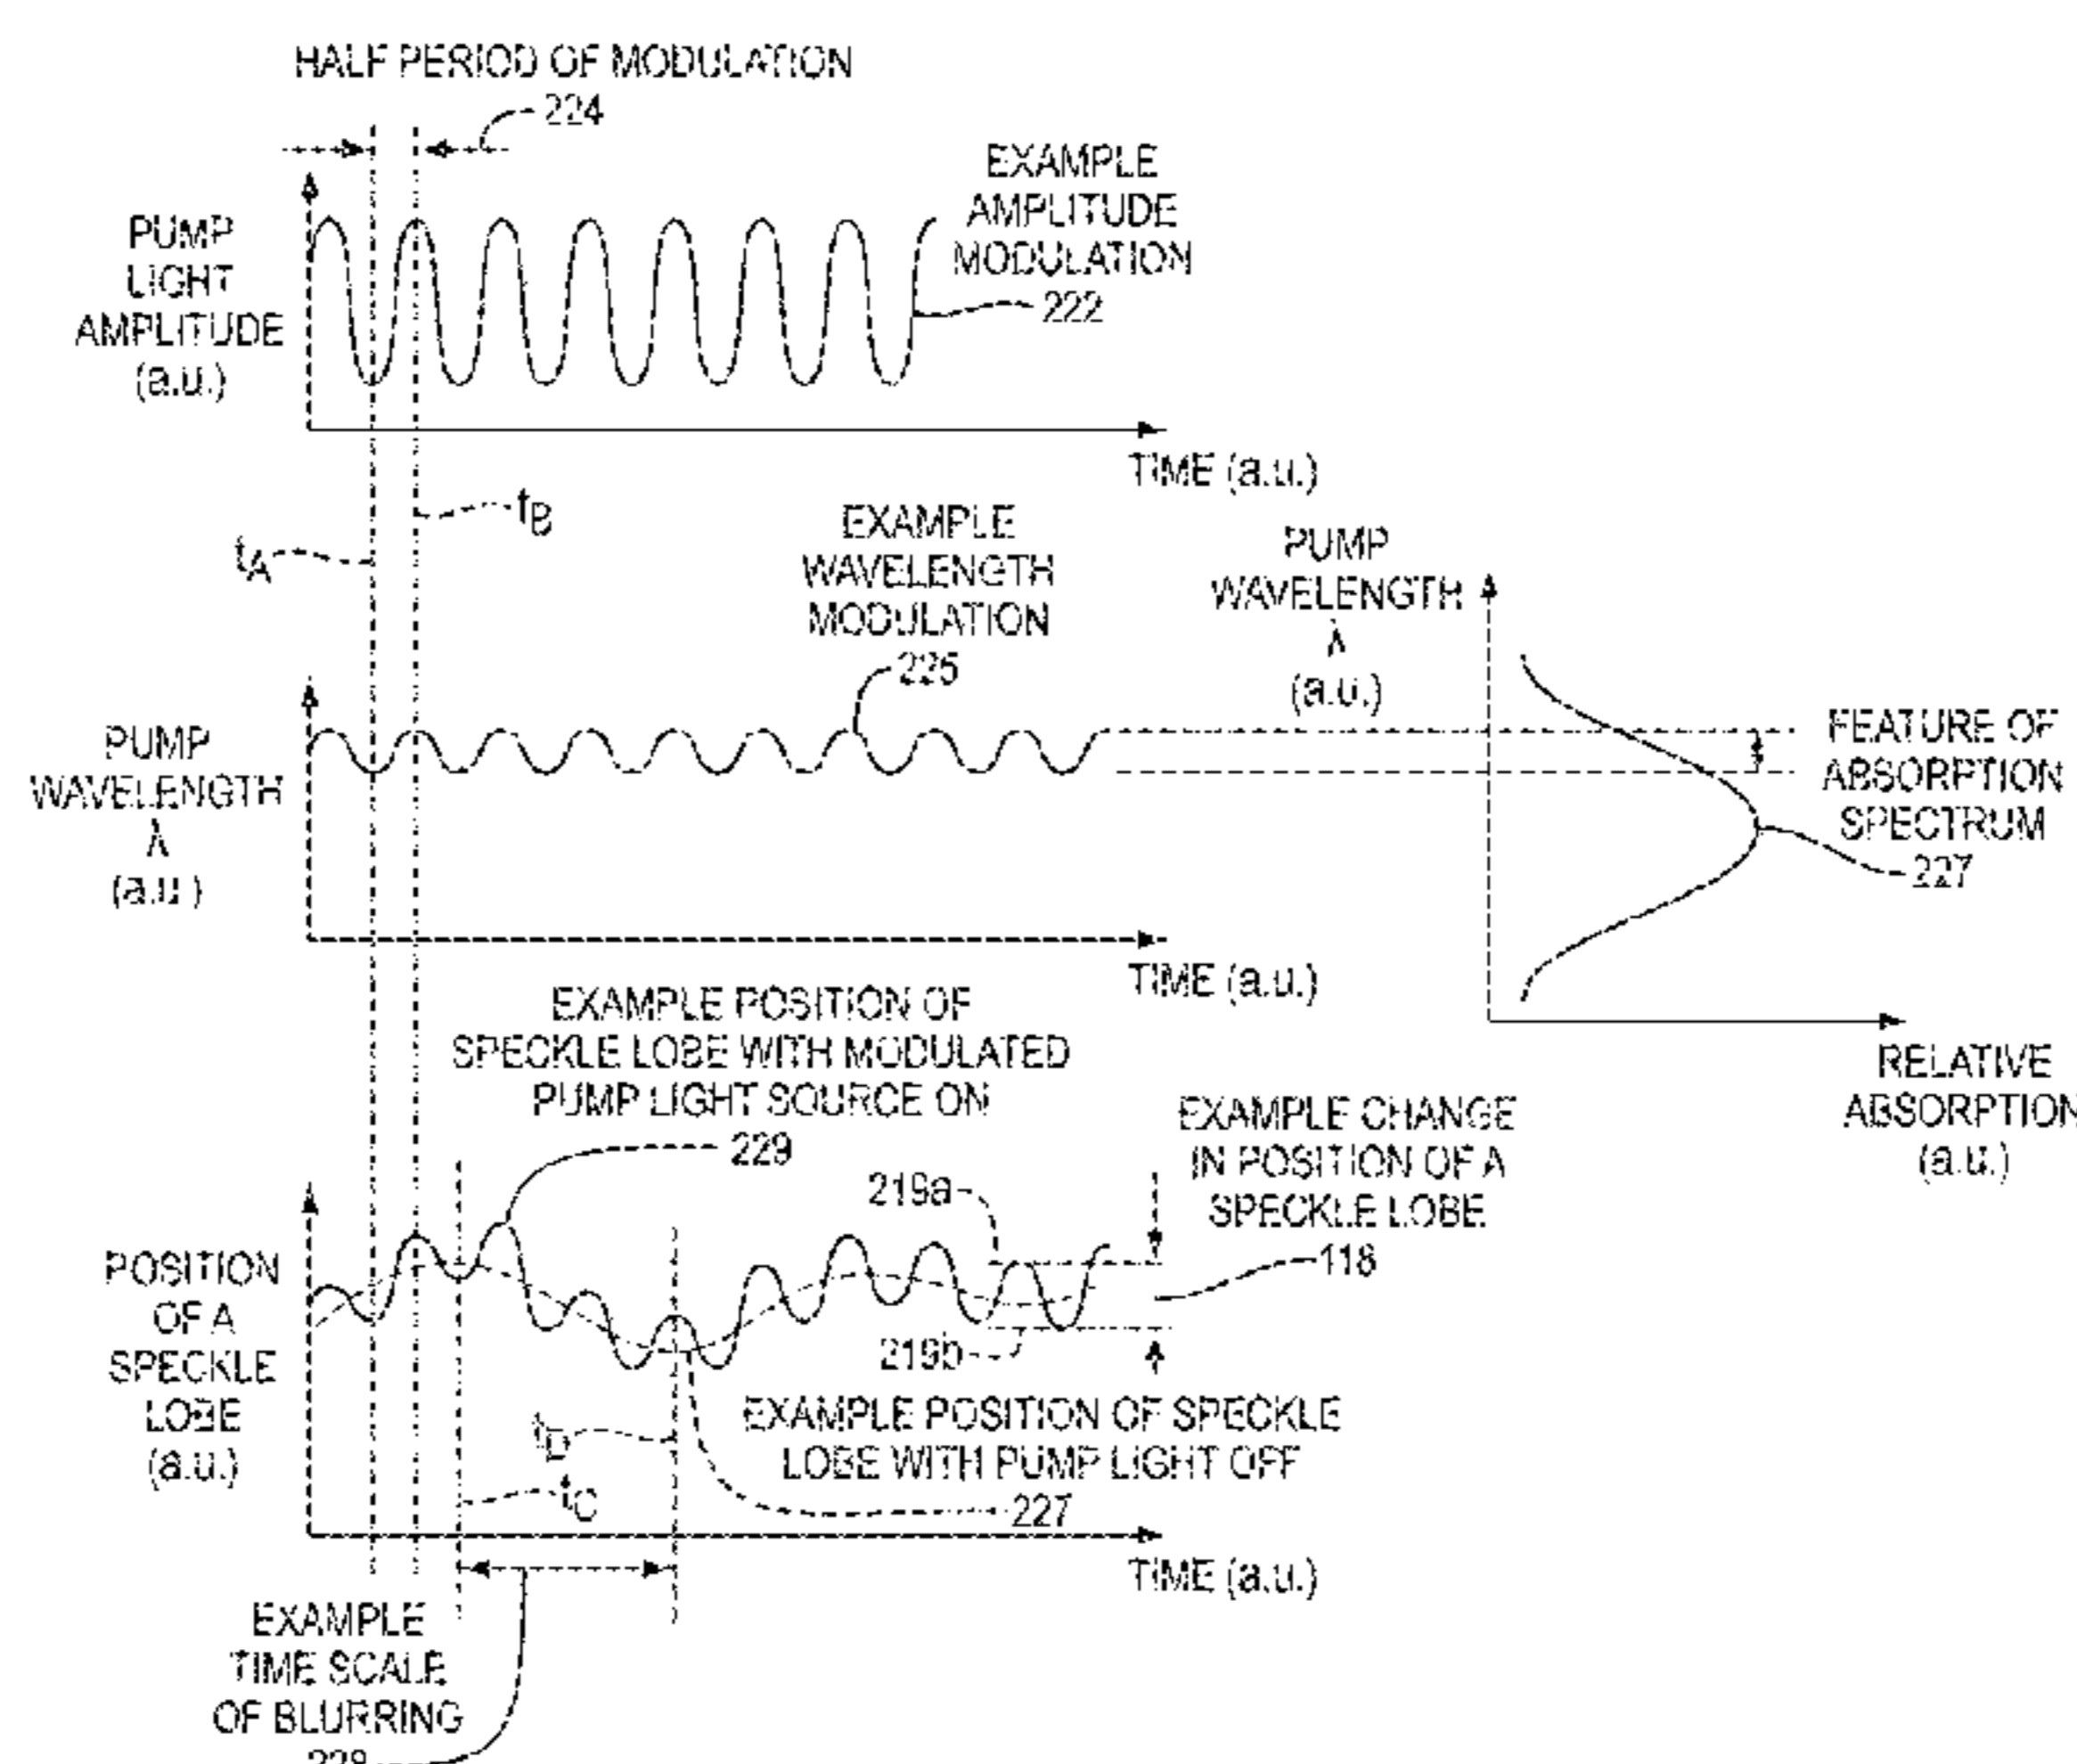 HALF PERIOD OF MODULATION
224
EXAMPLE
AMPLITUDE
MODULATION
222
PUMP
LIGHT
AMPLITUDE
(a.u.)
TIME (a.u.)
tB
tA
EXAMPLE
WAVELENGTH
MODULATION
225
PUMP
WAVELENGTH
λ
(a.u.)
PUMP
WAVELENGTH
λ
(a.u.)
FEATURE OF
ABSORPTION
SPECTRUM
227
TIME (a.u.)
RELATIVE
ABSORPTION
(a.u.)
EXAMPLE POSITION OF
SPECKLE LOBE WITH MODULATED
PUMP LIGHT SOURCE ON
229
219a
EXAMPLE CHANGE
IN POSITION OF A
SPECKLE LOBE
118
POSITION
OF A
SPECKLE
LOBE
(a.u.)
219b
tD
tC
EXAMPLE POSITION OF SPECKLE
LOBE WITH PUMP LIGHT OFF
227
TIME (a.u.)
EXAMPLE
TIME SCALE
OF BLURRING
228